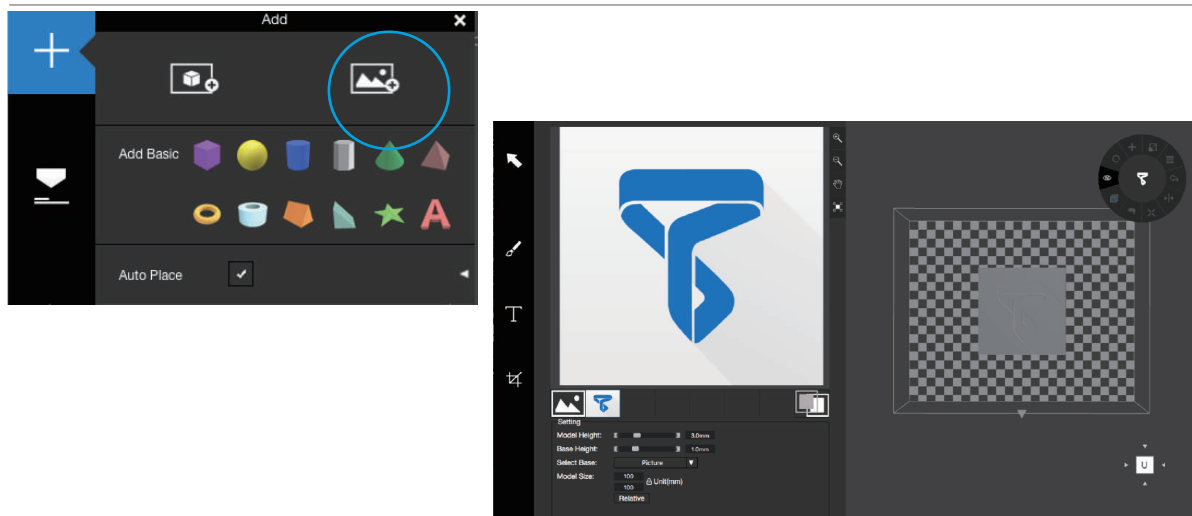 Add
Add Basic
A
Auto Place
T
Setting
Model Height: 3.0mm
Base Height: 1.0mm
Select Base: Picture
Model Size: 100
100
Unit(mm)
Relative
U